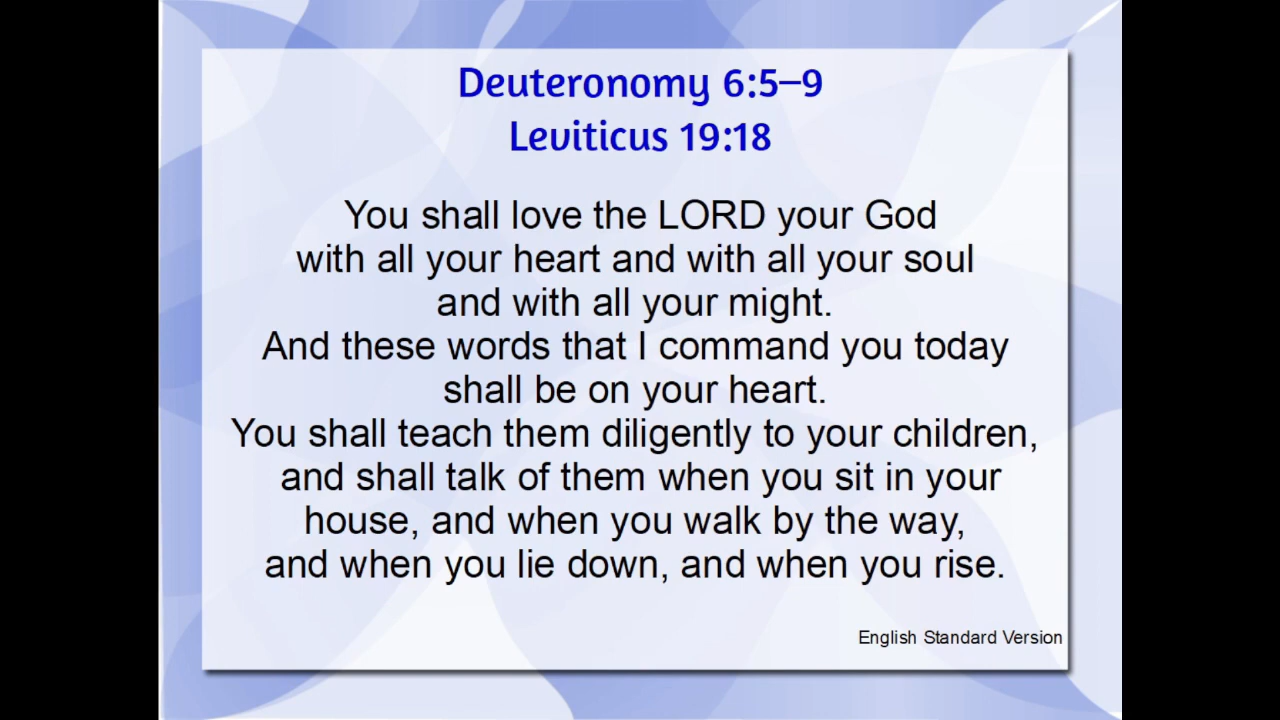 Deuteronomy 6:5–9
Leviticus 19:18
You shall love the LORD your God
with all your heart and with all your soul
and with all your might.
And these words that I command you today
shall be on your heart.
You shall teach them diligently to your children,
and shall talk of them when you sit in your
house, and when you walk by the way,
and when you lie down, and when you rise.
English Standard Version